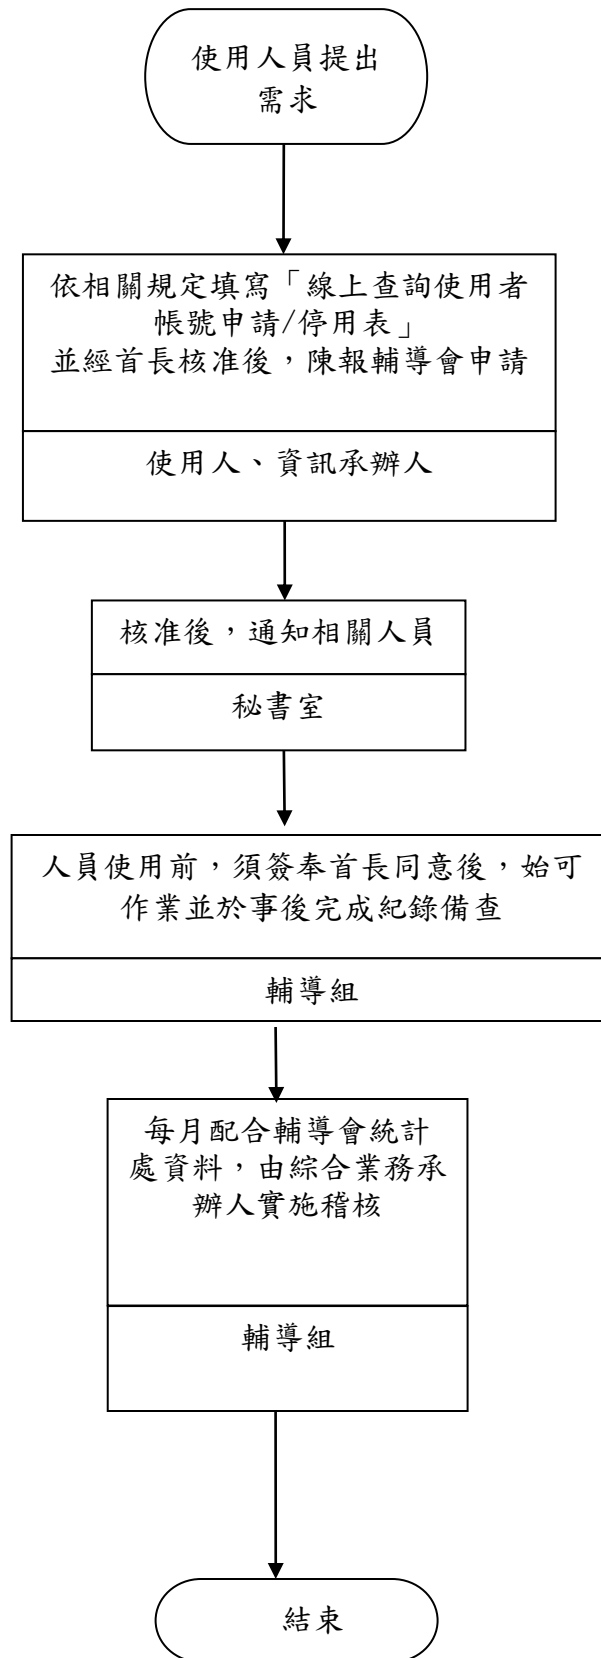 使用人員提出
需求
依相關規定填寫「線上查詢使用者
帳號申請/停用表」
並經首長核准後，陳報輔導會申請
使用人、資訊承辦人
核准後，通知相關人員
秘書室
人員使用前，須簽奉首長同意後，始可
作業並於事後完成紀錄備查
輔導組
每月配合輔導會統計
處資料，由綜合業務承
辦人實施稽核
輔導組
結束